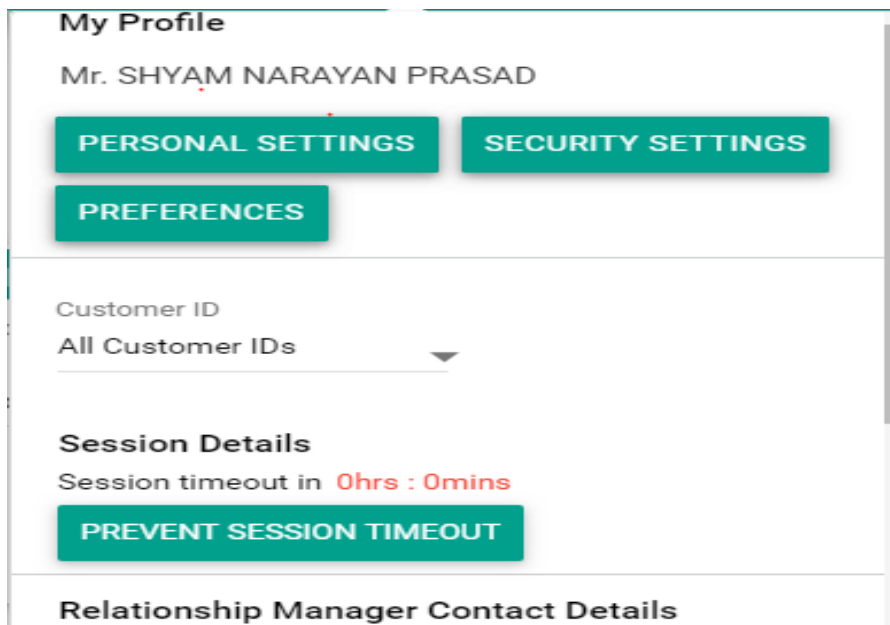 My Profile
Mr. SHYAM NARAYAN PRASAD
PERSONAL SETTINGS SECURITY SETTINGS
PREFERENCES
Customer ID
All Customer IDs
Session Details
Session timeout in 0hrs : 0mins
PREVENT SESSION TIMEOUT
Relationship Manager Contact Details